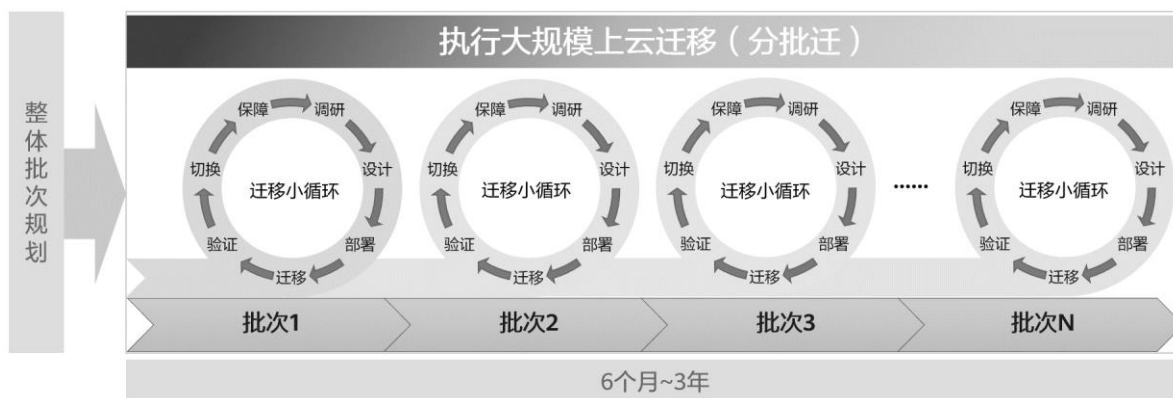 整体批次规划
执行大规模上云迁移（分批迁）
保障
调研
设计
部署
迁移
验证
切换
迁移小循环
保障
调研
设计
部署
迁移
验证
切换
迁移小循环
保障
调研
设计
部署
迁移
验证
切换
迁移小循环
......
保障
调研
设计
部署
迁移
验证
切换
迁移小循环
批次1
批次2
批次3
批次N
6个月~3年